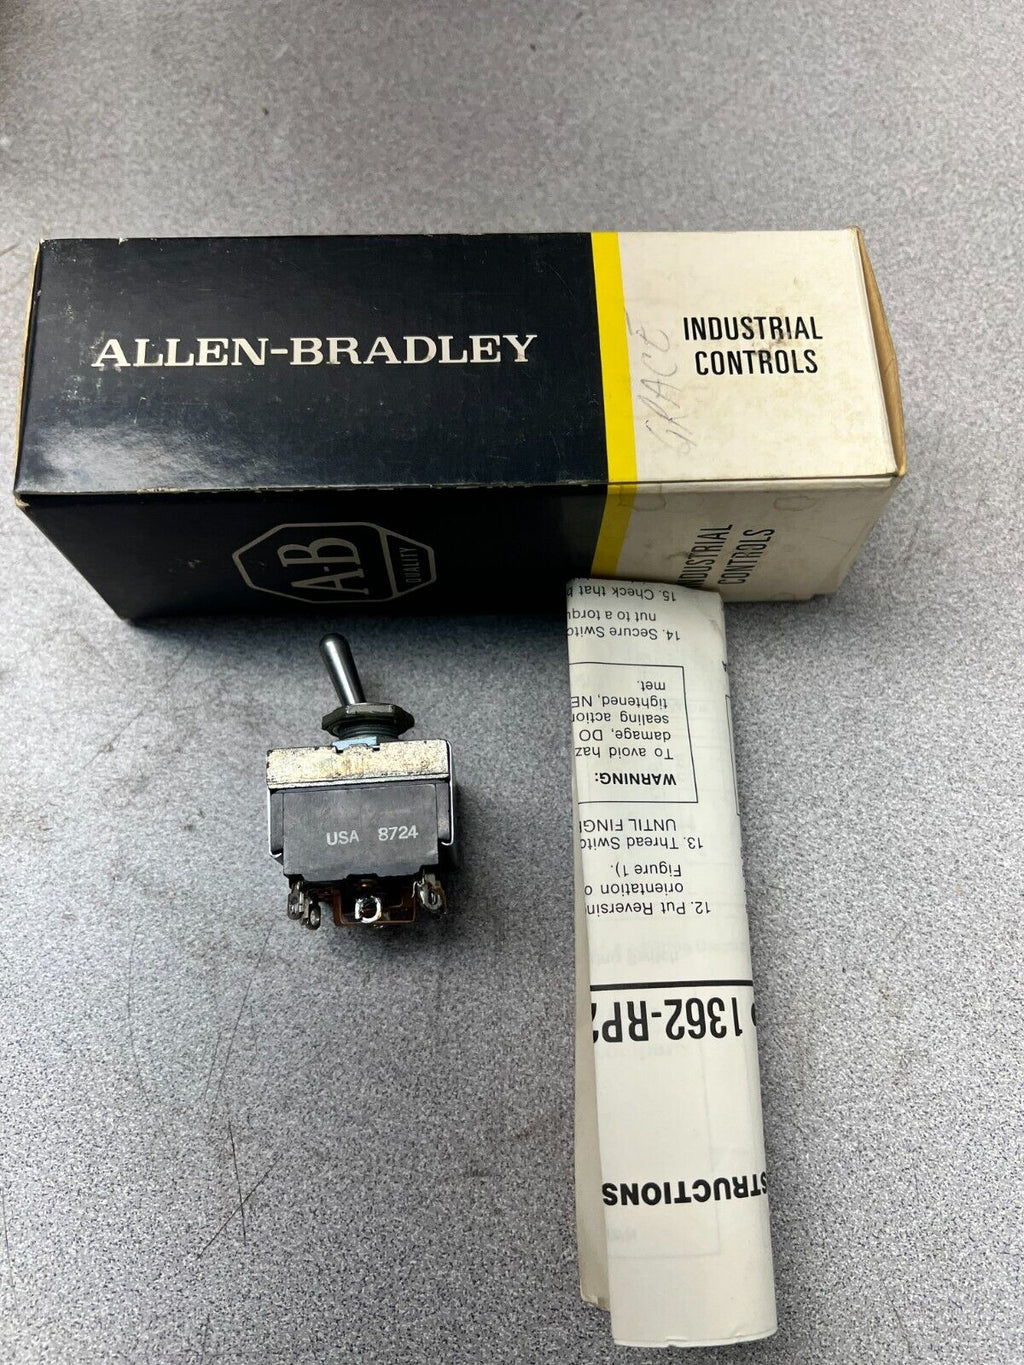 ALLEN-BRADLEY
INDUSTRIAL
CONTROLS
GRACE
A-B
QUALITY
INDUSTRIAL
CONTROLS
USA 8724
STRUCTIONS
1362-RP
12. Put Reversin
orientation o
Figure 1).
13. Thread Switc
UNTIL FING
WARNING:
To avoid haz
damage, DO
sealing action
tightened, NE
met.
14. Secure Switc
nut to a torqu
15. Check that